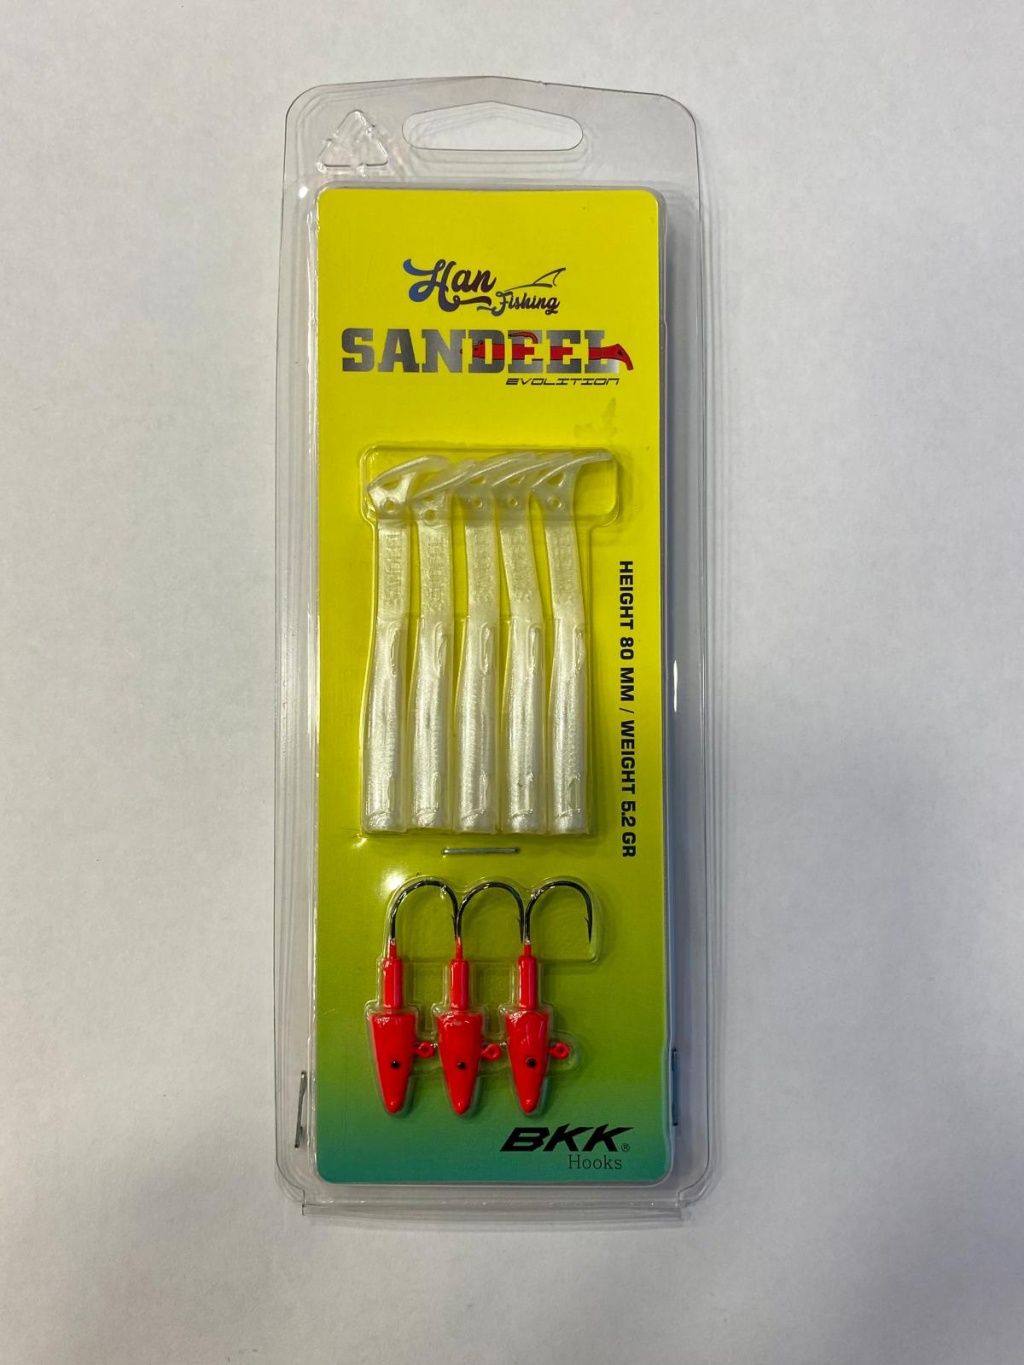 Han
Fishing
SANDEEL
EVOLITION
HEIGHT 80 MM / WEIGHT 5.2 GR
BKK®
Hooks